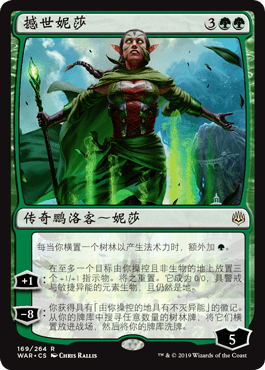 撼世妮莎 3
传奇鹏洛客～妮莎
每当你横置一个树林以产生法术力时，额外加。
+1：在至多一个目标由你操控且非生物的地上放置三
个+1/+1指示物。将之重置。它成为0/0，具警戒
与敏捷异能的元素生物，且仍然是地。
-8：你获得具有「由你操控的地具有不灭异能」的徽记。
从你的牌库中搜寻任意数量的树林牌，将它们横
置放进战场，然后将你的牌库洗牌。
5
169/264 R
WAR • CS CHRIS RALLIS
™ & © 2019 Wizards of the Coast